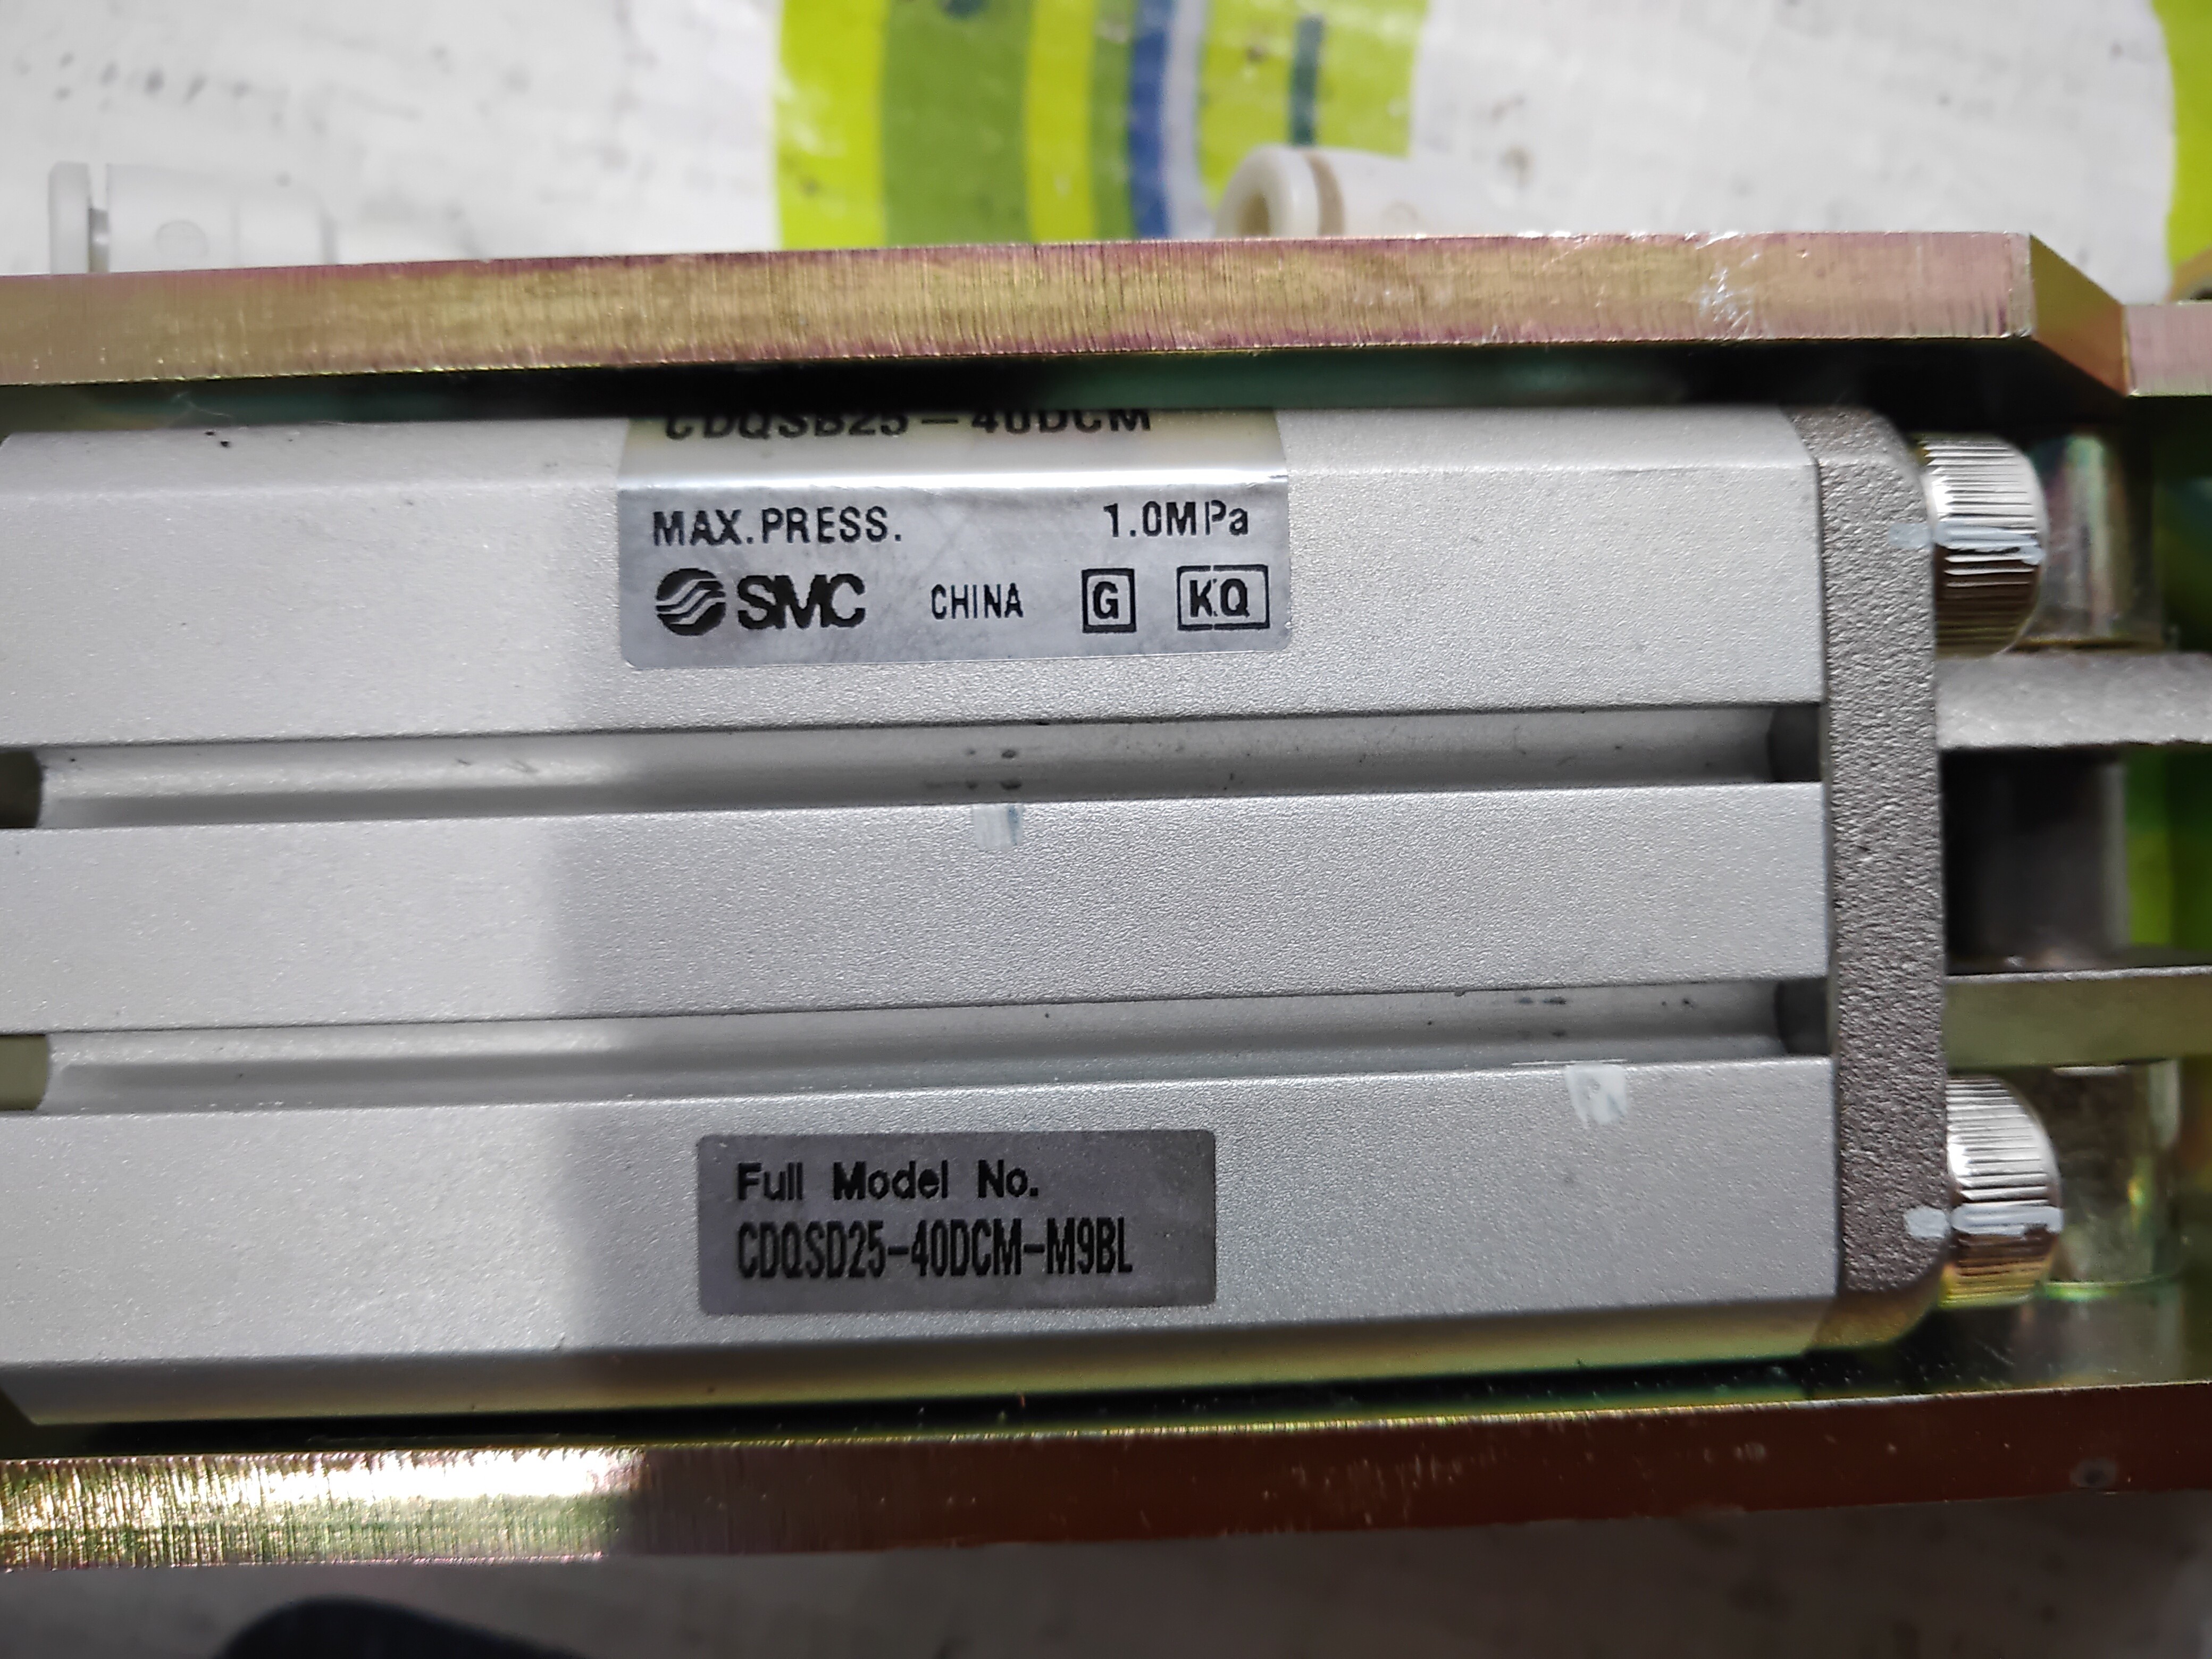 CDQSB25-40DCM
MAX.PRESS. 1.0MPa
SMC CHINA G KQ
Full Model No.
CDQSD25-40DCM-M9BL